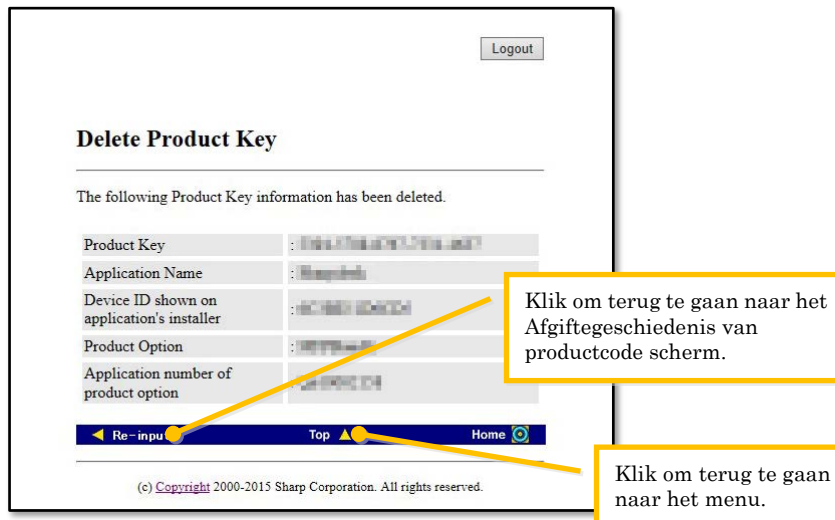 Logout
Delete Product Key
The following Product Key information has been deleted.
Product Key :
Application Name :
Device ID shown on
application's installer :
Product Option :
Application number of
product option :
Klik om terug te gaan naar het
Afgiftegeschiedenis van
productcode scherm.
Re-inpu Top Home
Klik om terug te gaan
naar het menu.
(c) Copyright 2000-2015 Sharp Corporation. All rights reserved.